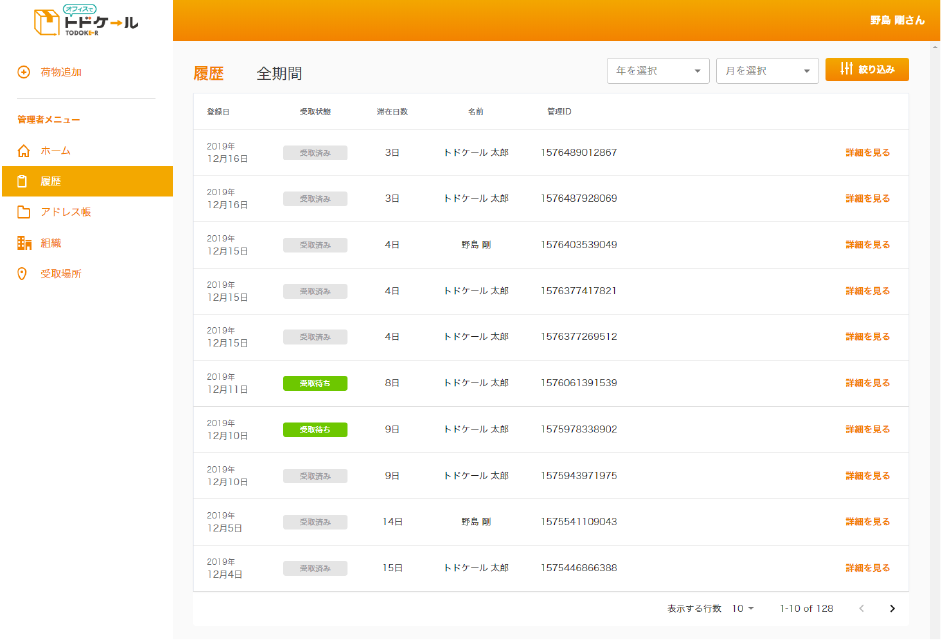 オフィスで
トドケール
TODOKER
野島 剛さん
荷物追加
管理者メニュー
ホーム
履歴
アドレス帳
組織
受取場所
履歴 全期間 年を選択 月を選択 絞り込み
登録日 受取状態 滞在日数 名前 管理ID
2019年
12月16日 受取済み 3日 トドケール 太郎 1576489012867 詳細を見る
2019年
12月16日 受取済み 3日 トドケール 太郎 1576487928069 詳細を見る
2019年
12月15日 受取済み 4日 野島 剛 1576403539049 詳細を見る
2019年
12月15日 受取済み 4日 トドケール 太郎 1576377417821 詳細を見る
2019年
12月15日 受取済み 4日 トドケール 太郎 1576377269512 詳細を見る
2019年
12月11日 受取待ち 8日 トドケール 太郎 1576061391539 詳細を見る
2019年
12月10日 受取待ち 9日 トドケール 太郎 1575978338902 詳細を見る
2019年
12月10日 受取済み 9日 トドケール 太郎 1575943971975 詳細を見る
2019年
12月5日 受取済み 14日 野島 剛 1575541109043 詳細を見る
2019年
12月4日 受取済み 15日 トドケール 太郎 1575446866388 詳細を見る
表示する行数 10 1-10 of 128